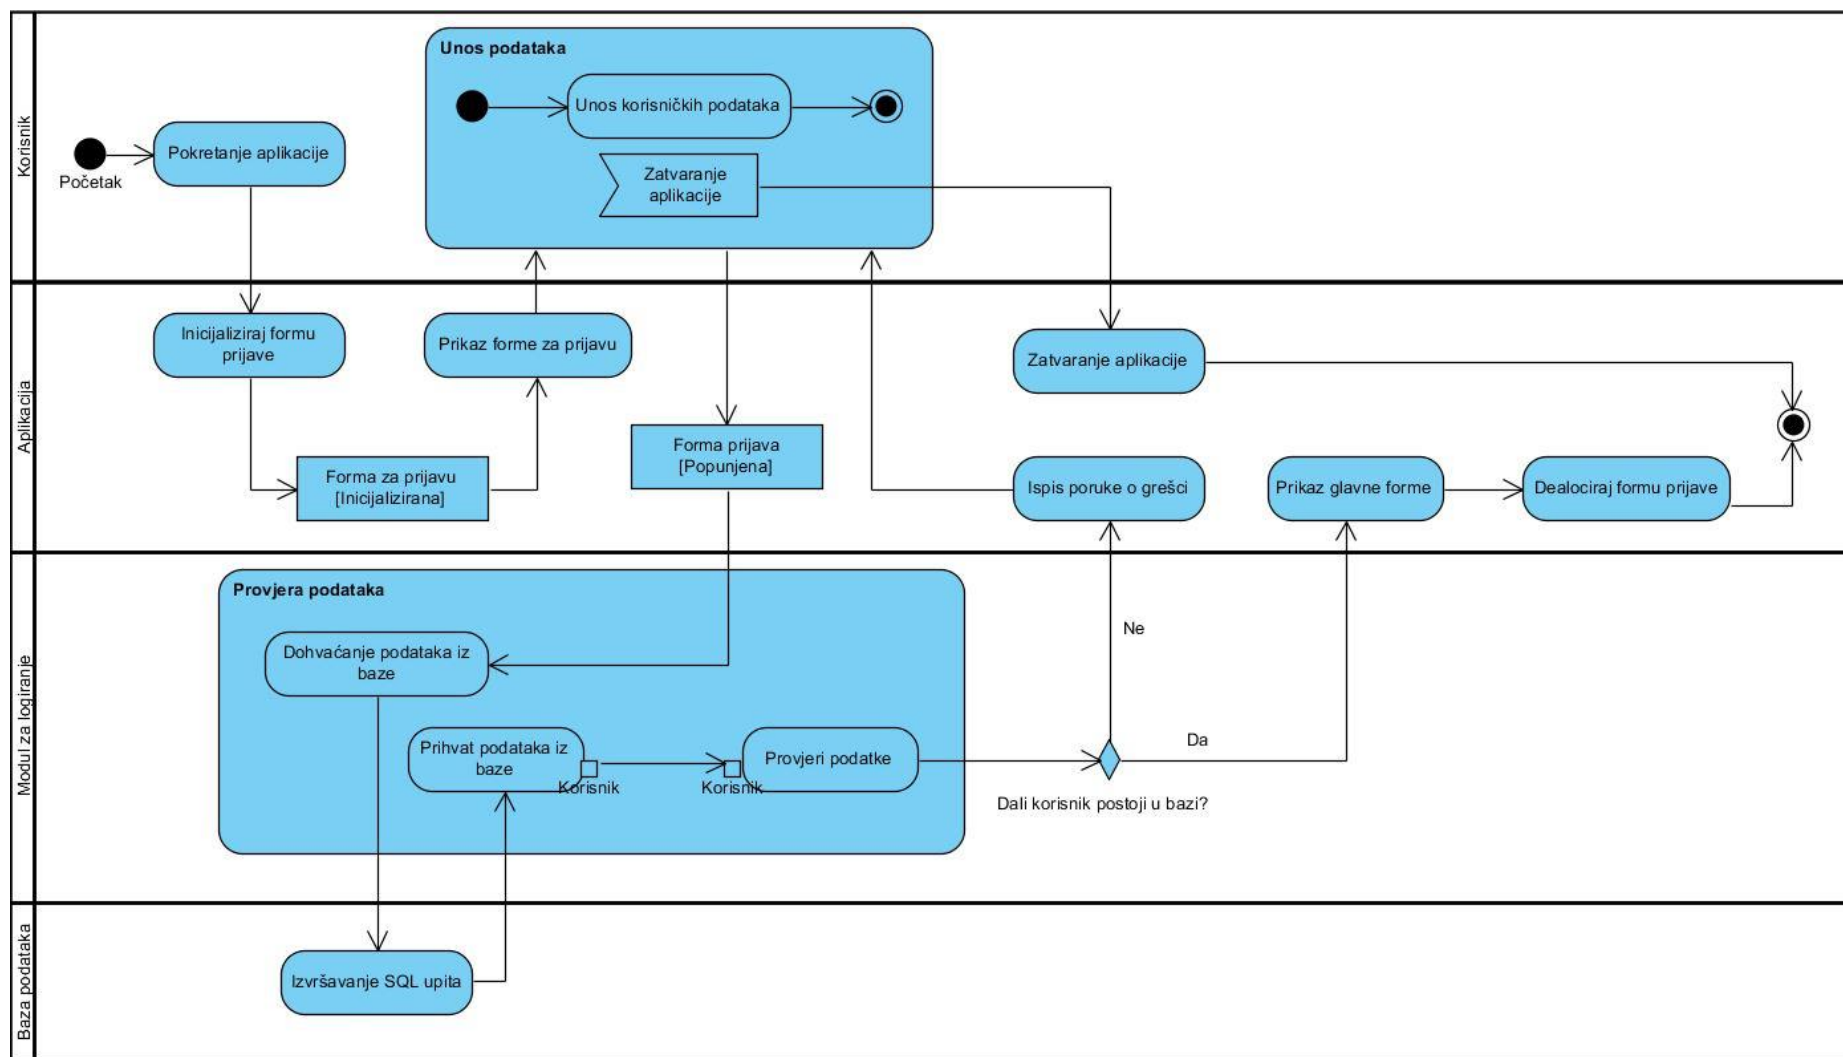 Korisnik
Početak
Pokretanje aplikacije
Unos podataka
Unos korisničkih podataka
Zatvaranje
aplikacije
Aplikacija
Inicijaliziraj formu
prijave
Prikaz forme za prijavu
Forma za prijavu
[Inicijalizirana]
Forma prijava
[Popunjena]
Zatvaranje aplikacije
Ispis poruke o grešci
Prikaz glavne forme
Dealociraj formu prijave
Modul za logiranje
Provjera podataka
Dohvaćanje podataka iz
baze
Prihvat podataka iz
baze
Korisnik
Korisnik
Provjeri podatke
Ne
Da
Dali korisnik postoji u bazi?
Baza podataka
Izvršavanje SQL upita